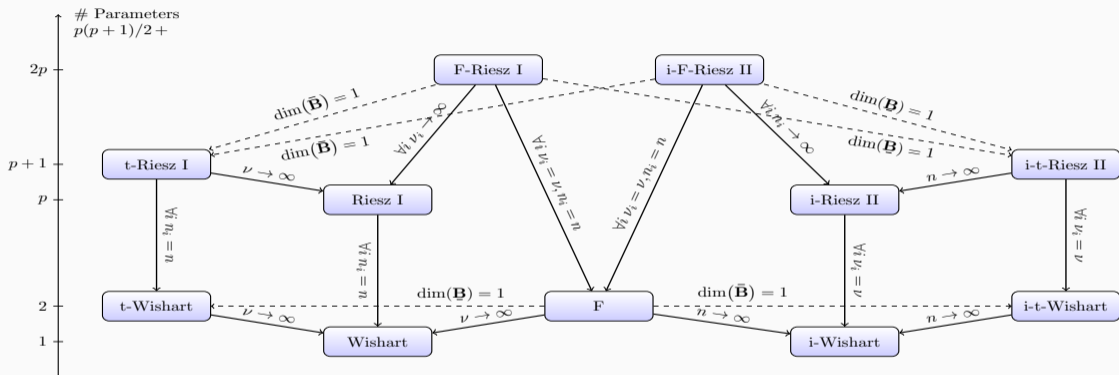 # Parameters
p(p + 1)/2 +
2p
F-Riesz I
i-F-Riesz II
dim(B̄) = 1
∀i νᵢ → ∞
∀i, nᵢ → ∞
dim(B̲) = 1
dim(B̄) = 1
dim(B̲) = 1
∀i νᵢ = ν, nᵢ = n
∀i νᵢ = ν, nᵢ = n
p + 1
t-Riesz I
i-t-Riesz II
ν → ∞
n → ∞
p
Riesz I
i-Riesz II
∀i nᵢ = n
∀i nᵢ = n
∀i νᵢ = ν
∀i νᵢ = ν
dim(B̲) = 1
dim(B̄) = 1
2
t-Wishart
F
i-t-Wishart
ν → ∞
ν → ∞
n → ∞
n → ∞
1
Wishart
i-Wishart